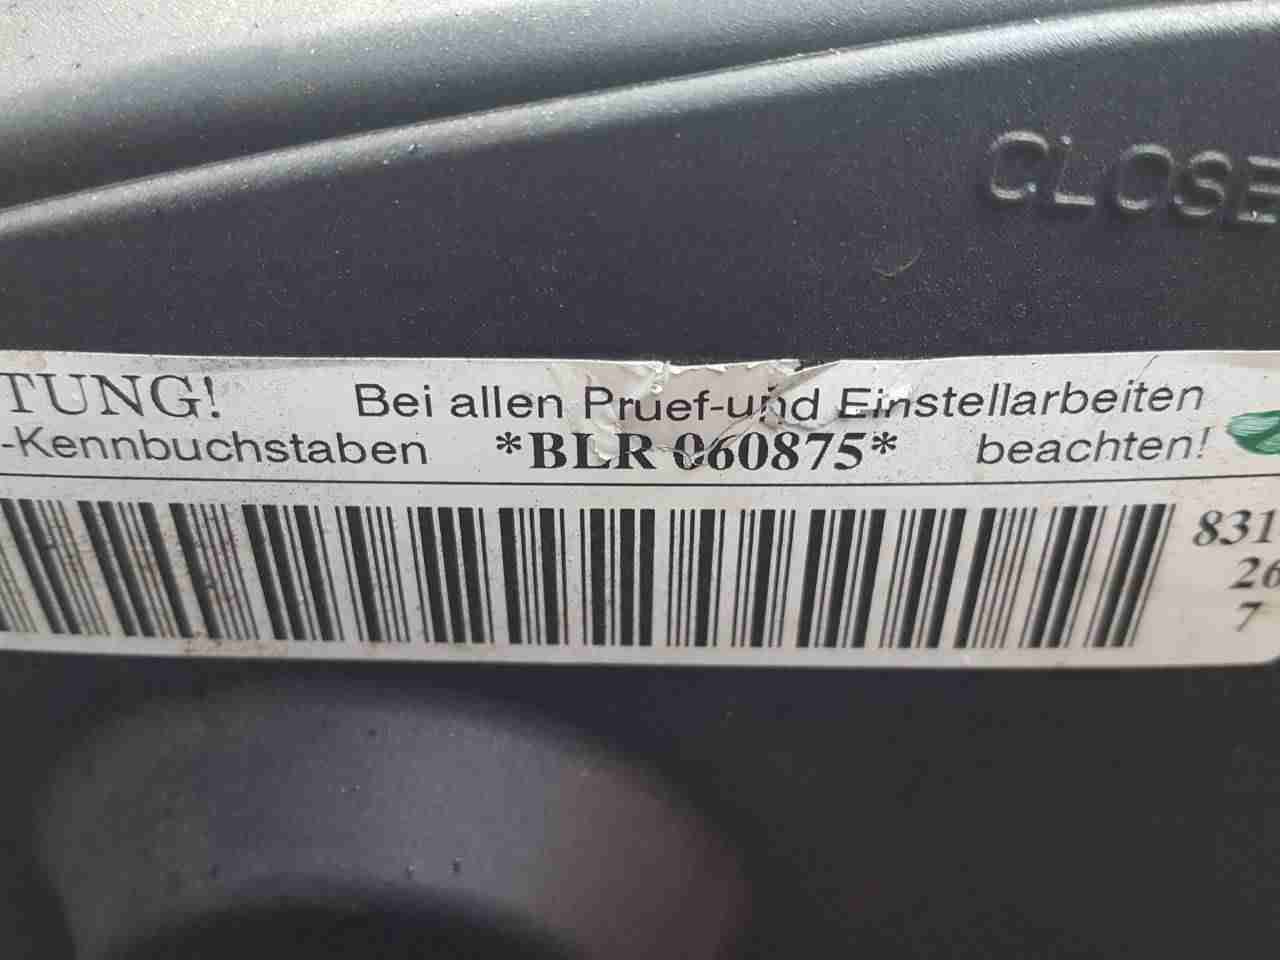 CLOSE
TUNG! Bei allen Pruef-und Einstellarbeiten
-Kennbuchstaben *BLR 060875* beachten!
831
26
7